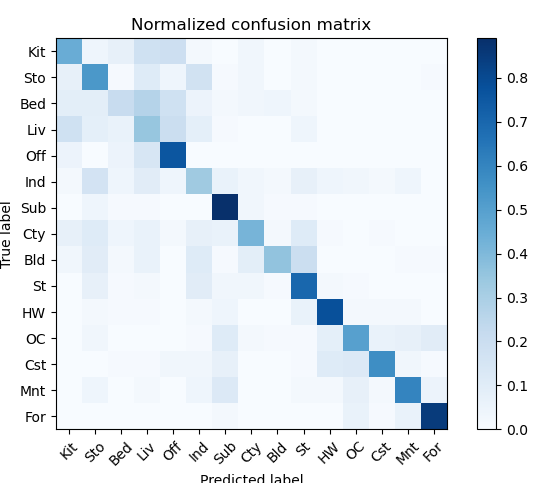 Normalized confusion matrix
True label
Kit
Sto
Bed
Liv
Off
Ind
Sub
Cty
Bld
St
HW
OC
Cst
Mnt
For
Kit Sto Bed Liv Off Ind Sub Cty Bld St HW OC Cst Mnt For
Predicted label
0.8
0.7
0.6
0.5
0.4
0.3
0.2
0.1
0.0